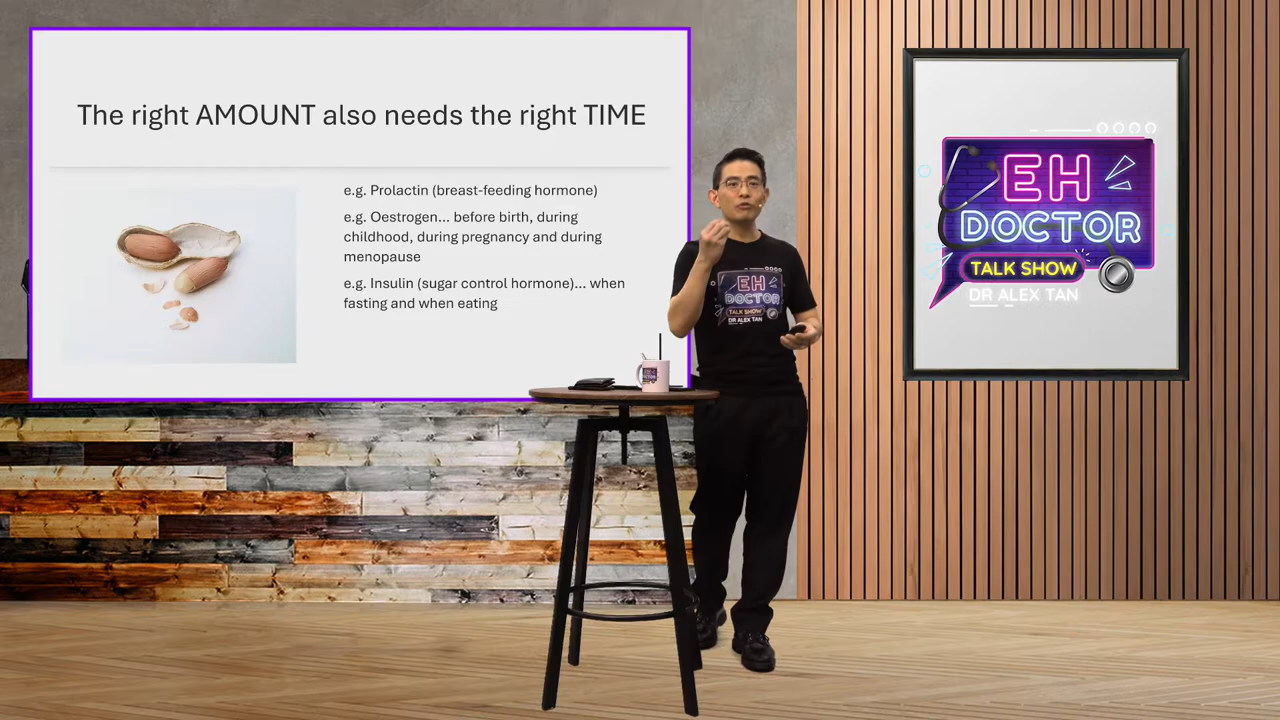 The right AMOUNT also needs the right TIME
e.g. Prolactin (breast-feeding hormone)
e.g. Oestrogen... before birth, during
childhood, during pregnancy and during
menopause
e.g. Insulin (sugar control hormone)... when
fasting and when eating
EH
DOCTOR
TALK SHOW
DR ALEX TAN
EH
DOCTOR
TALK SHOW
DR ALEX TAN